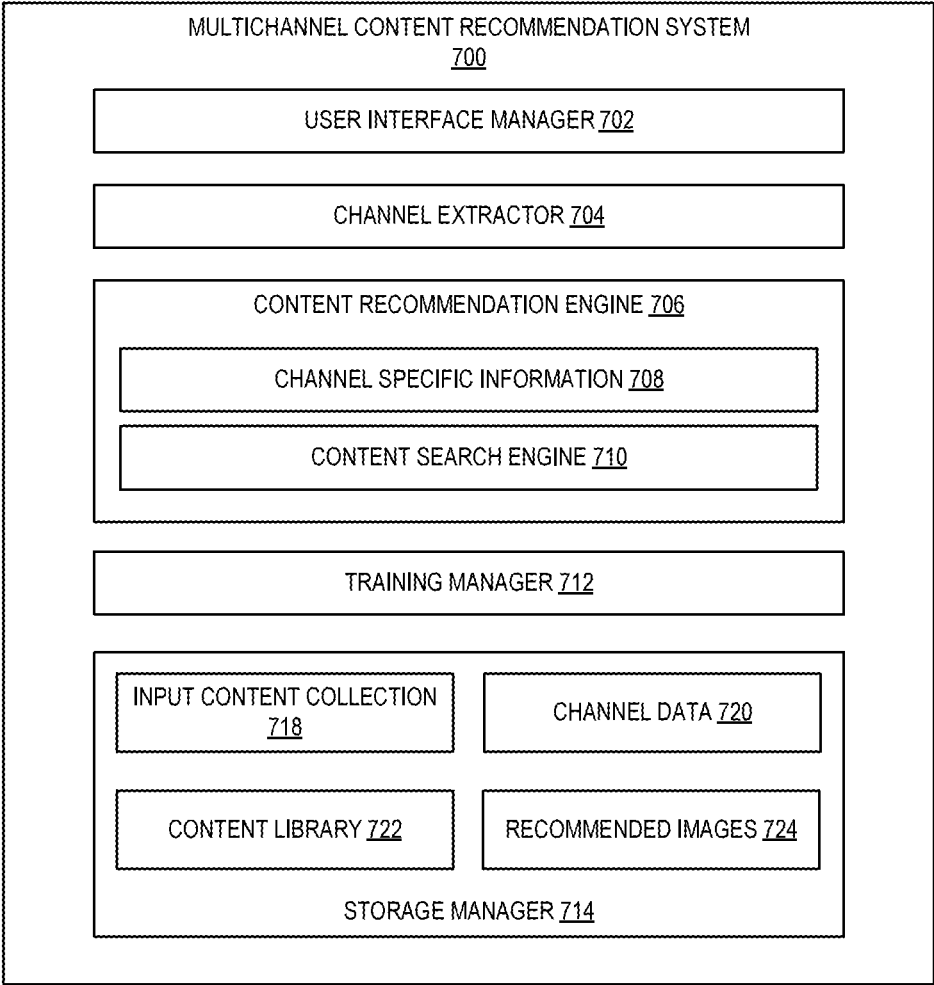 MULTICHANNEL CONTENT RECOMMENDATION SYSTEM
700
USER INTERFACE MANAGER 702
CHANNEL EXTRACTOR 704
CONTENT RECOMMENDATION ENGINE 706
CHANNEL SPECIFIC INFORMATION 708
CONTENT SEARCH ENGINE 710
TRAINING MANAGER 712
INPUT CONTENT COLLECTION
718
CHANNEL DATA 720
CONTENT LIBRARY 722
RECOMMENDED IMAGES 724
STORAGE MANAGER 714